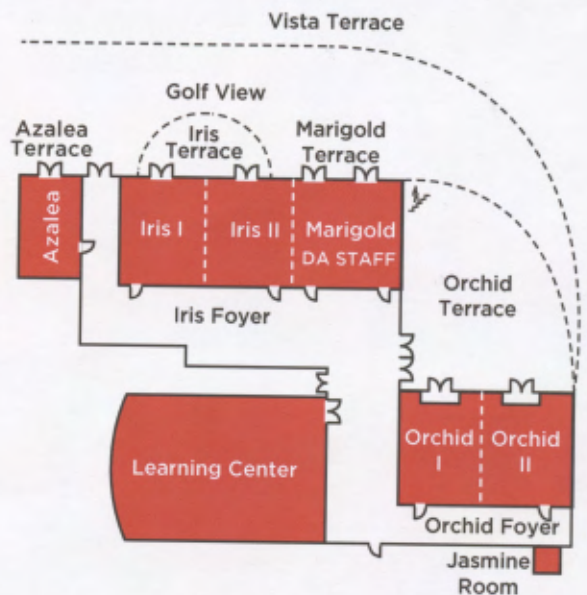 Vista Terrace
Golf View
Azalea
Terrace
Iris
Terrace
Marigold
Terrace
Azalea
Iris I
Iris II
Marigold
DA STAFF
Iris Foyer
Orchid
Terrace
Learning Center
Orchid
I
Orchid
II
Orchid Foyer
Jasmine
Room